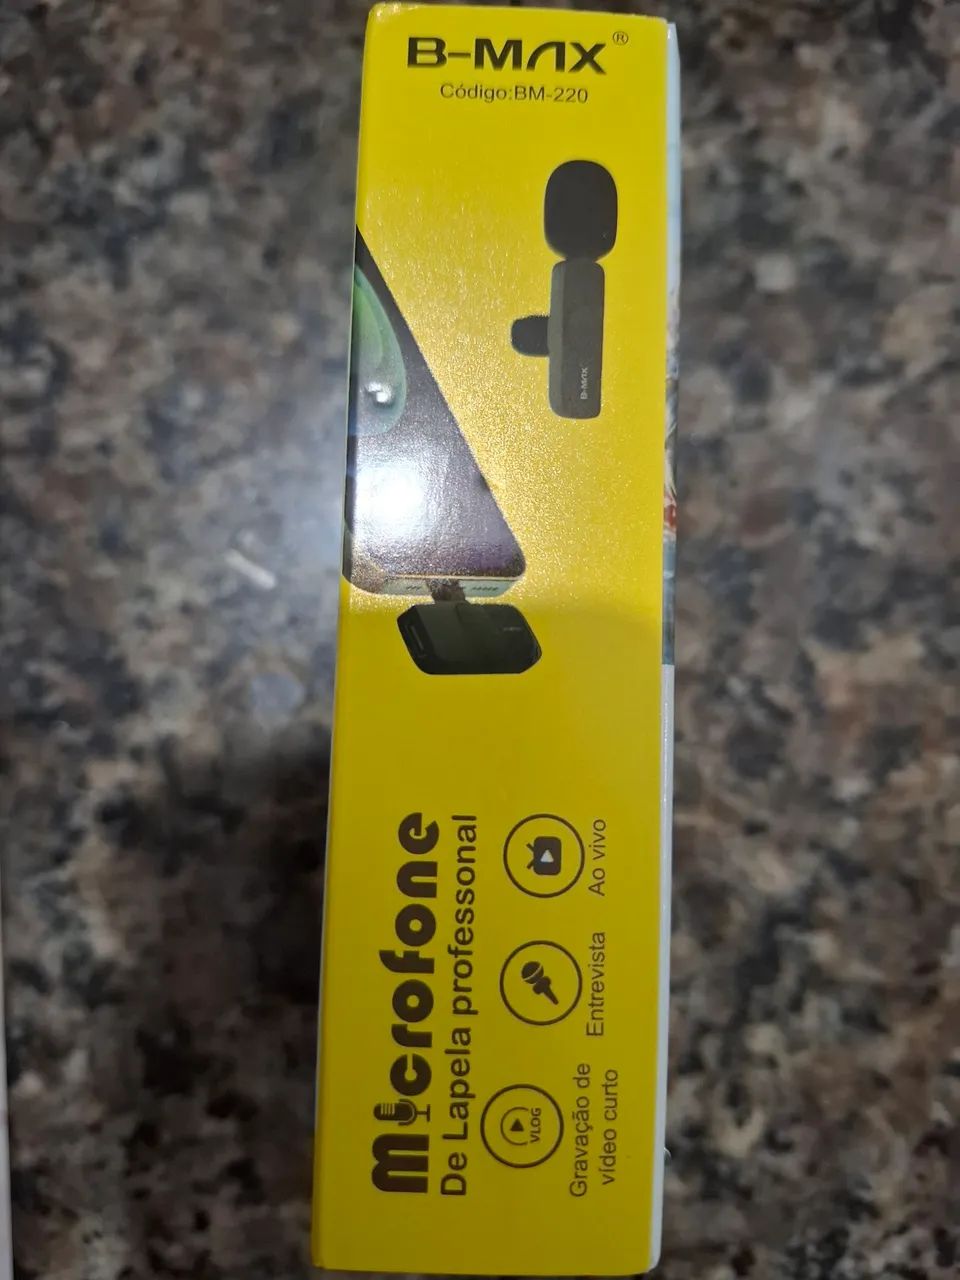 B-MAX®
Código:BM-220
B-MAX
Microfone
De Lapela professonal
VLOG
Gravação de
vídeo curto
Entrevista
Ao vivo